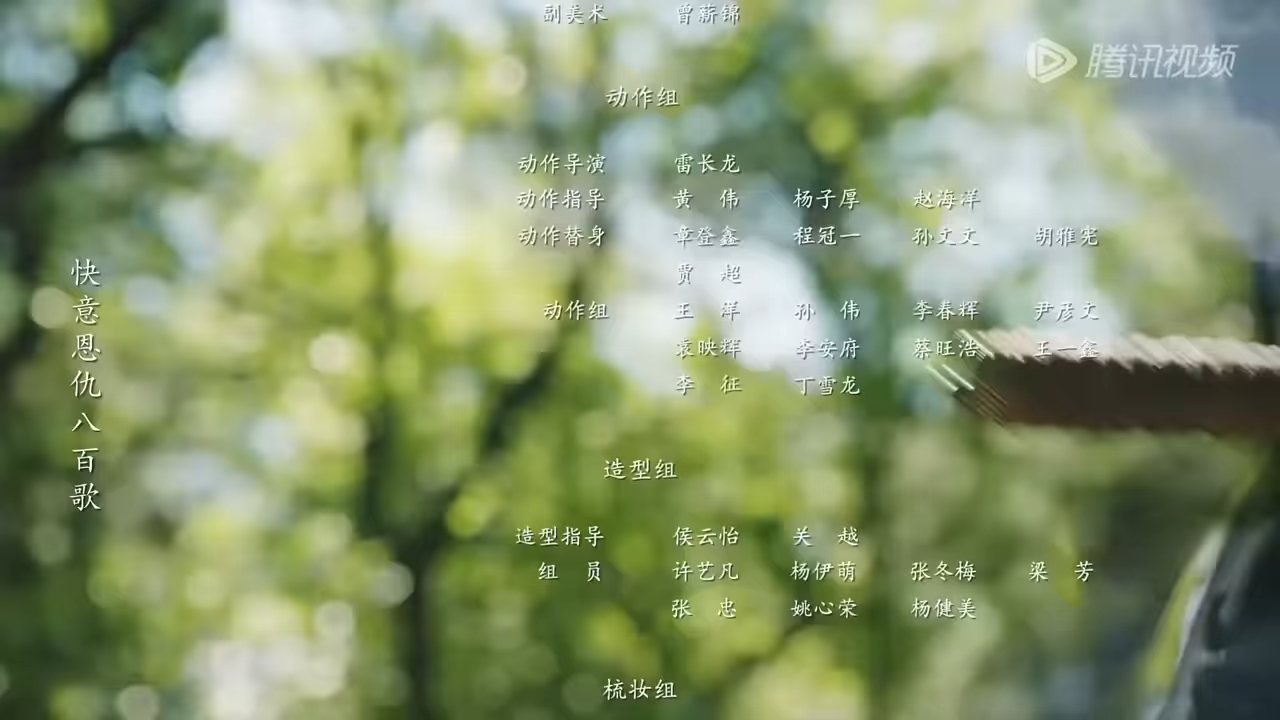 副美术 曾薪锦
腾讯视频
动作组
动作导演 雷长龙
动作指导 黄伟 杨子厚 赵海洋
动作替身 章登鑫 程冠一 孙文文 胡雅宪
贾超
动作组 王洋 孙伟 李春辉 尹彦文
袁映辉 李安府 蔡旺浩 王一鑫
李征 丁雪龙
造型组
造型指导 侯云怡 关越
组员 许艺凡 杨伊萌 张冬梅 梁芳
张忠 姚心荣 杨健美
梳妆组
快意恩仇八百歌